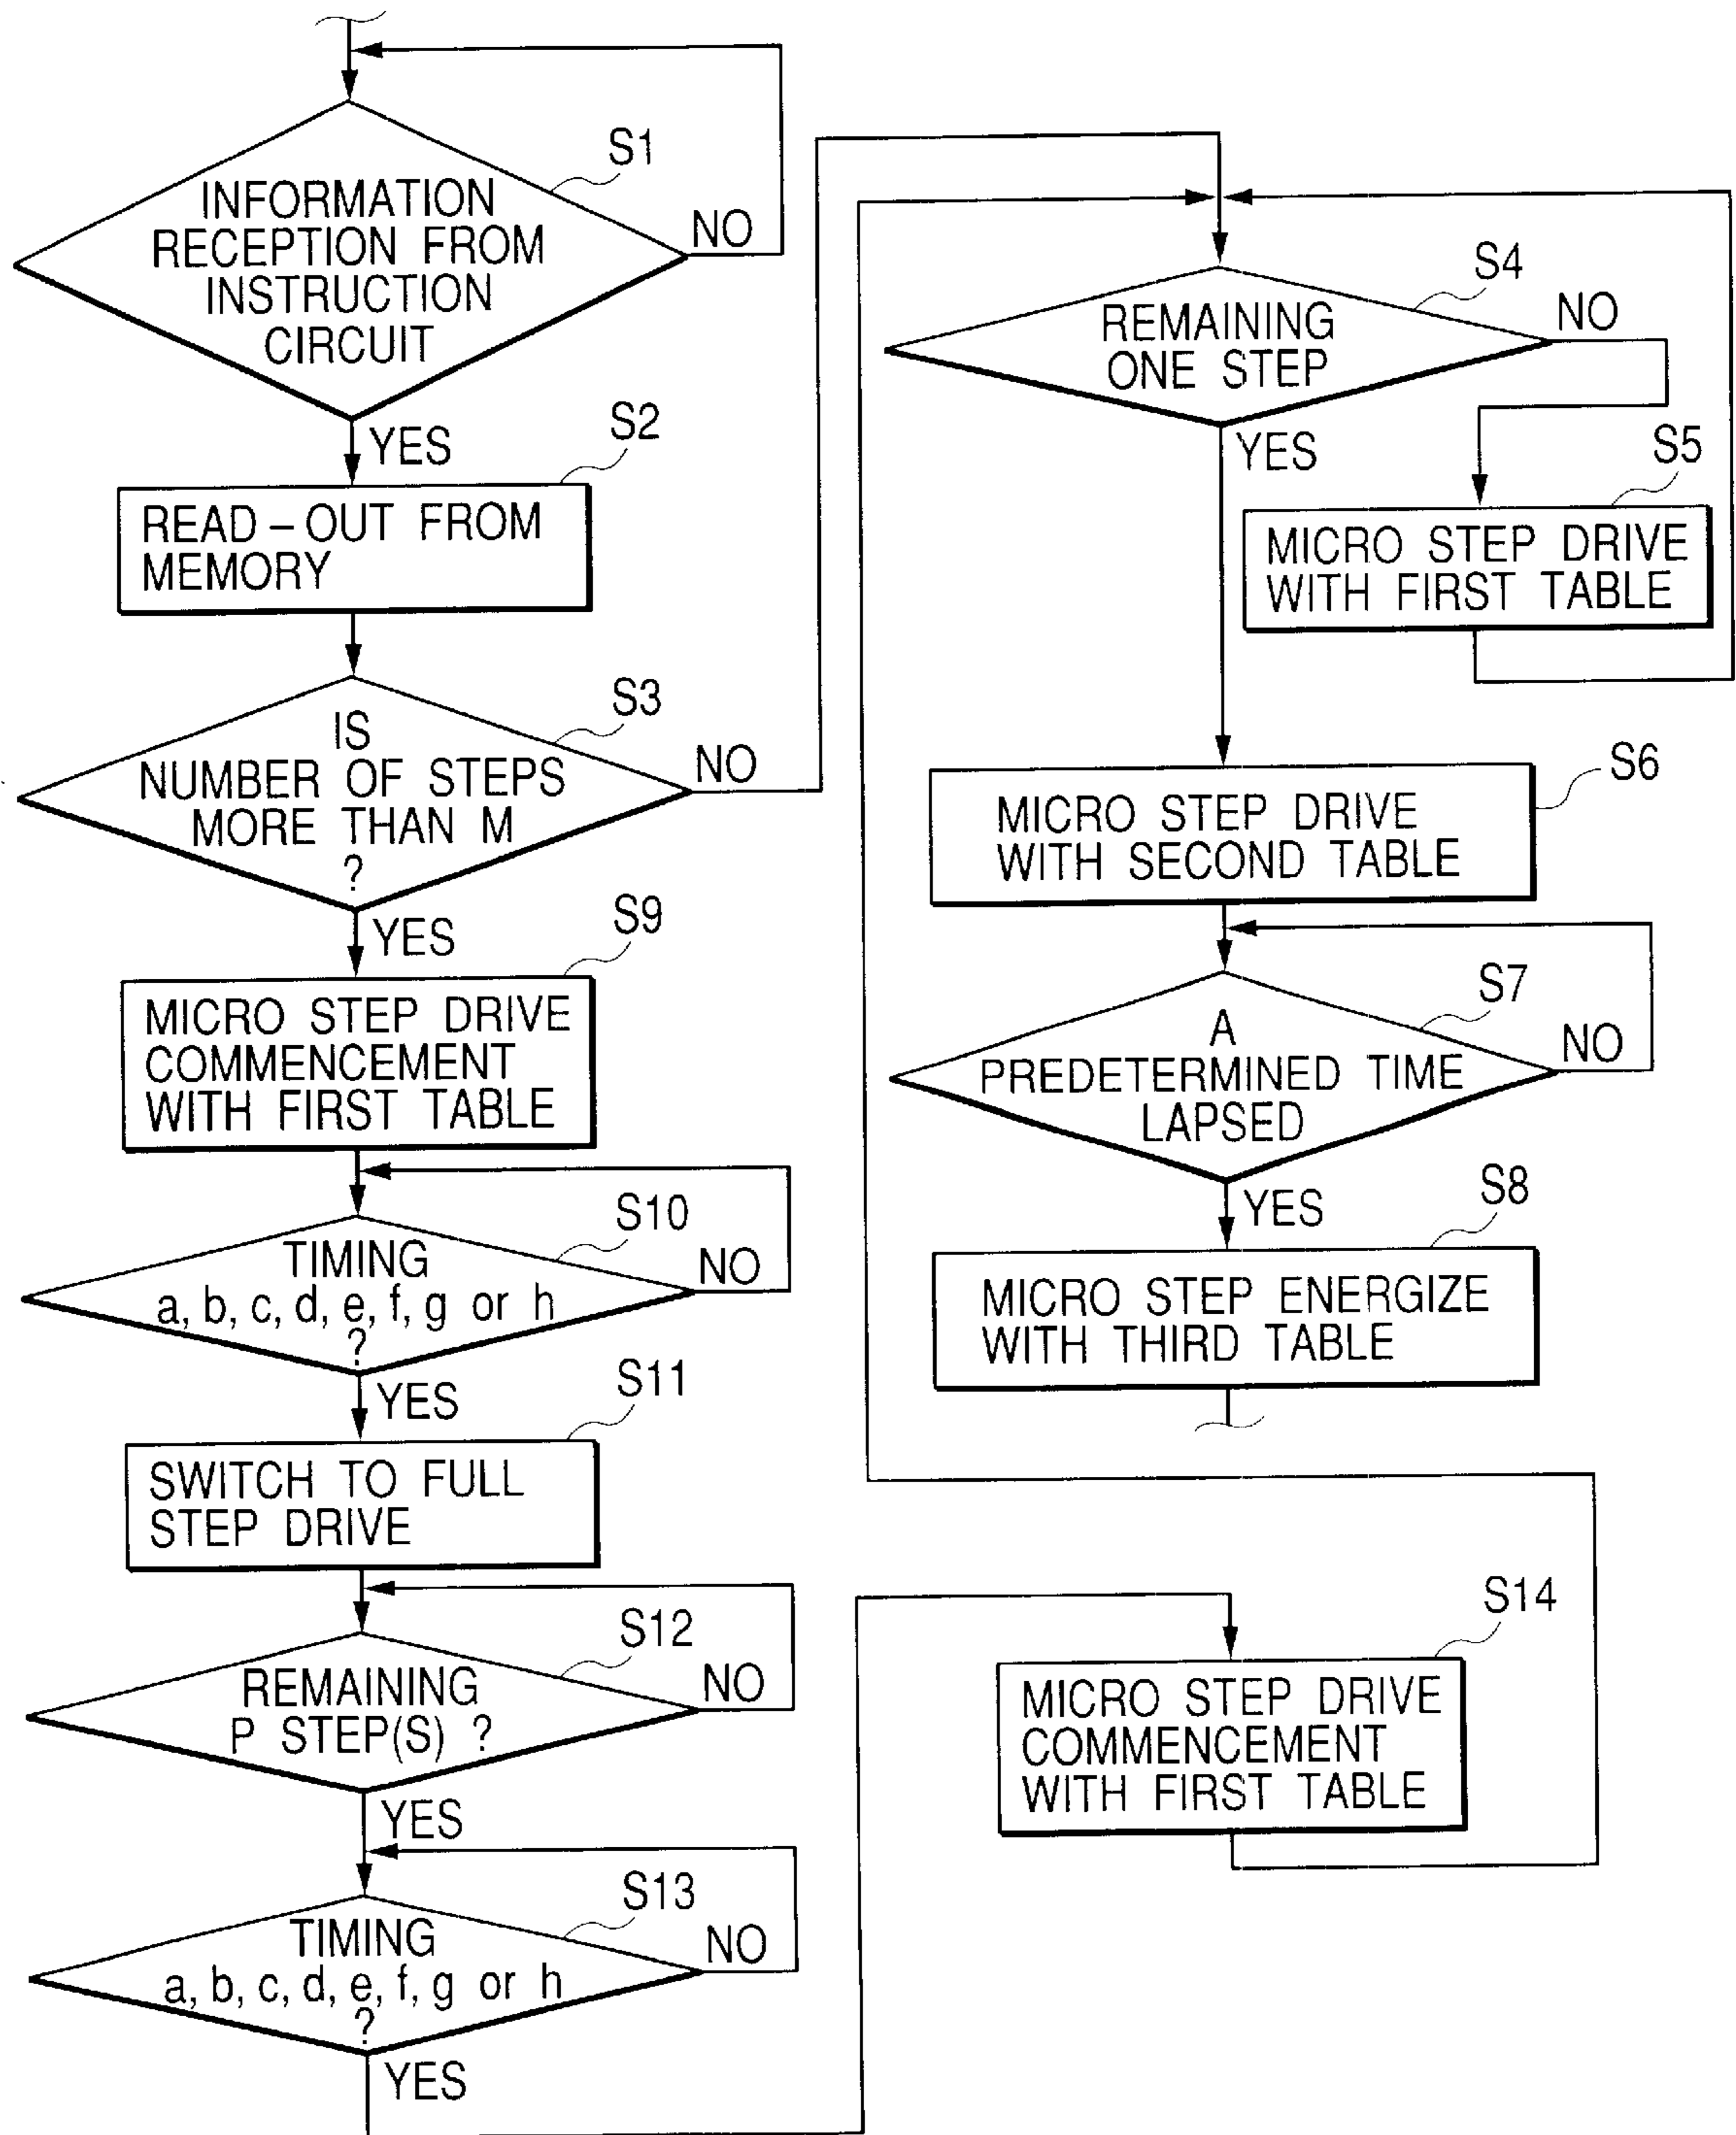 S1
INFORMATION
RECEPTION FROM
INSTRUCTION
CIRCUIT
NO
YES
S2
READ – OUT FROM
MEMORY
S3
IS
NUMBER OF STEPS
MORE THAN M
?
NO
YES
S9
MICRO STEP DRIVE
COMMENCEMENT
WITH FIRST TABLE
S10
TIMING
a, b, c, d, e, f, g or h
?
NO
YES
S11
SWITCH TO FULL
STEP DRIVE
S12
REMAINING
P STEP(S) ?
NO
YES
S13
TIMING
a, b, c, d, e, f, g or h
?
NO
YES
S4
REMAINING
ONE STEP
NO
YES
S5
MICRO STEP DRIVE
WITH FIRST TABLE
S6
MICRO STEP DRIVE
WITH SECOND TABLE
S7
A
PREDETERMINED TIME
LAPSED
NO
YES
S8
MICRO STEP ENERGIZE
WITH THIRD TABLE
S14
MICRO STEP DRIVE
COMMENCEMENT
WITH FIRST TABLE